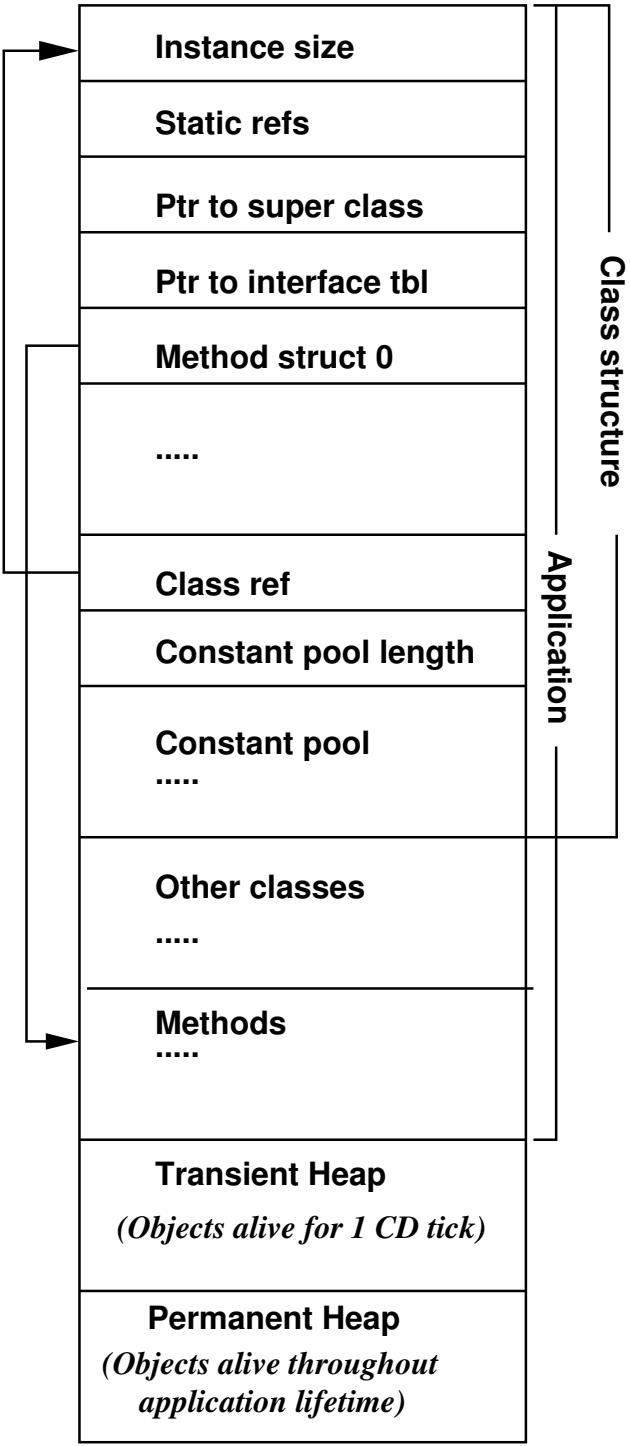 Instance size
Static refs
Ptr to super class
Ptr to interface tbl
Method struct 0
.....
Class ref
Constant pool length
Constant pool
.....
Other classes
.....
Methods
.....
Transient Heap
(Objects alive for 1 CD tick)
Permanent Heap
(Objects alive throughout
application lifetime)
Application
Class structure